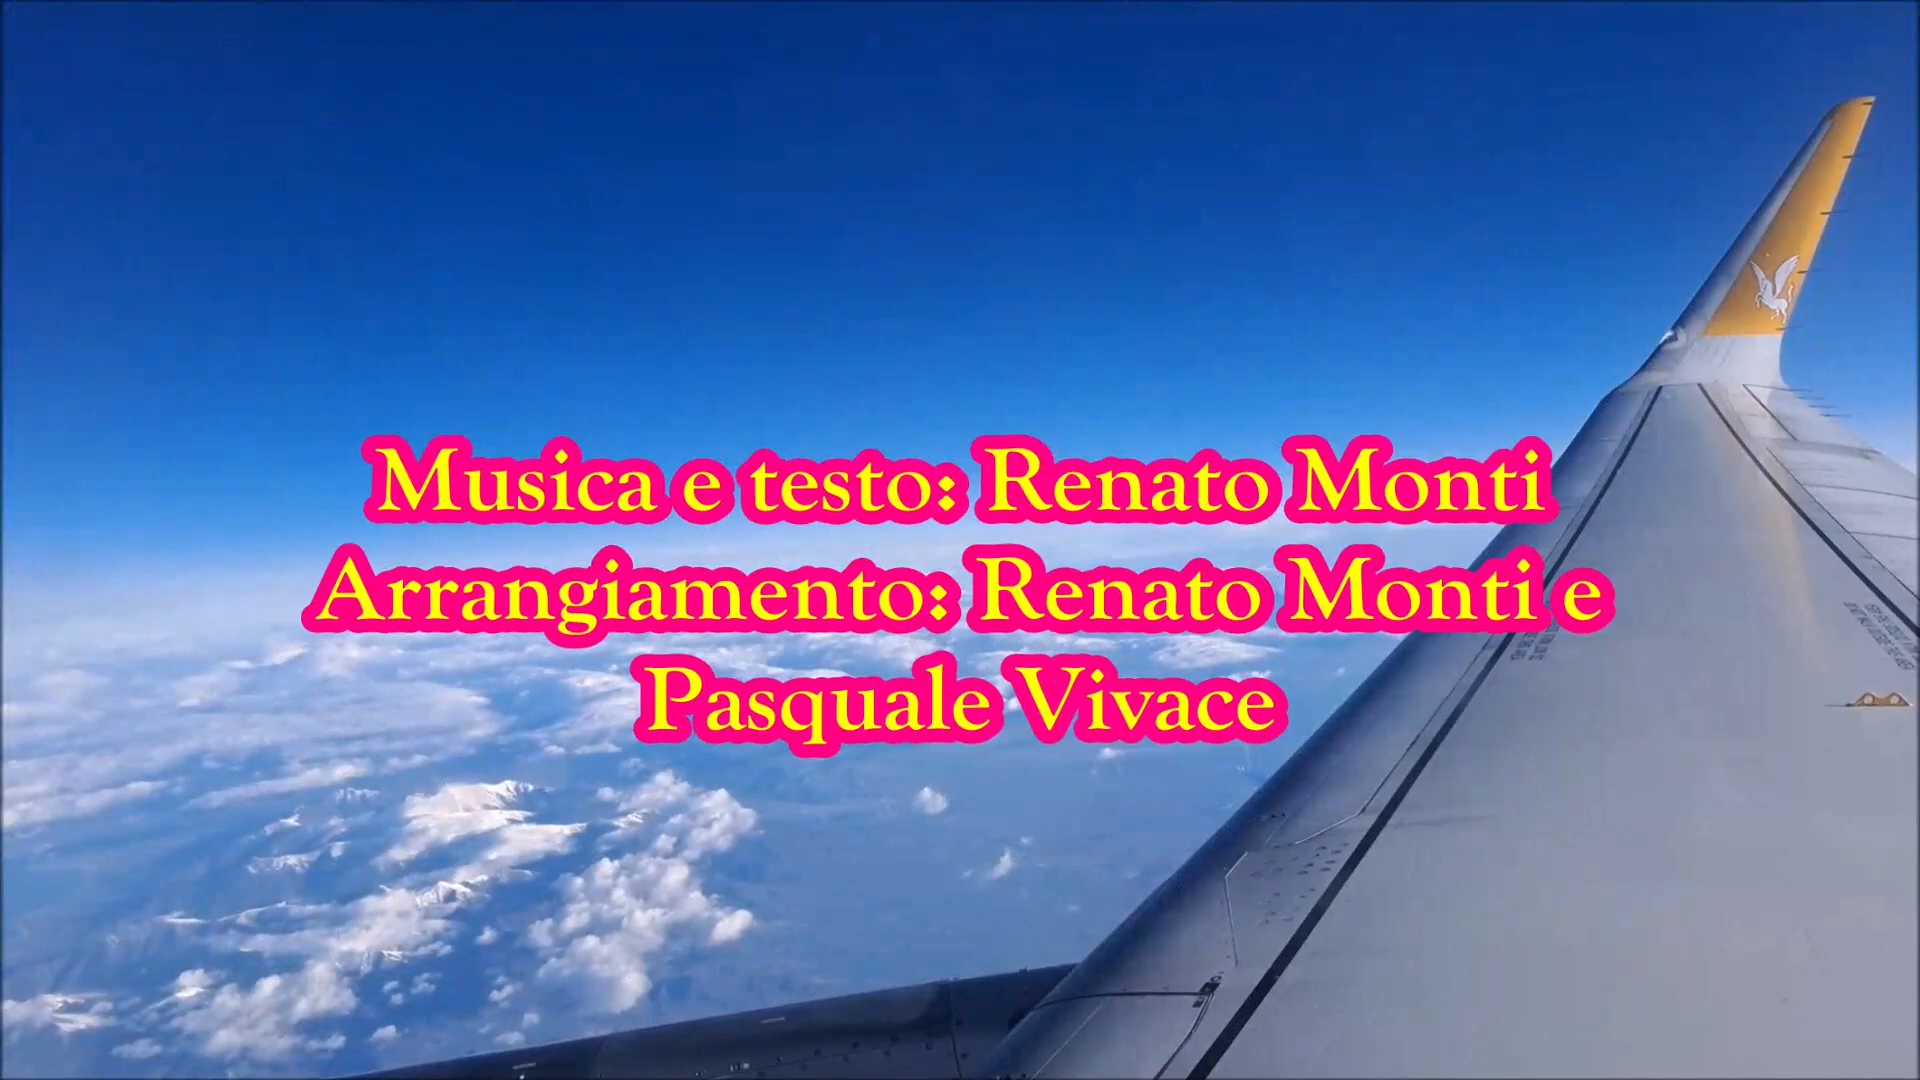 Musica e testo: Renato Monti
Arrangiamento: Renato Monti e
Pasquale Vivace